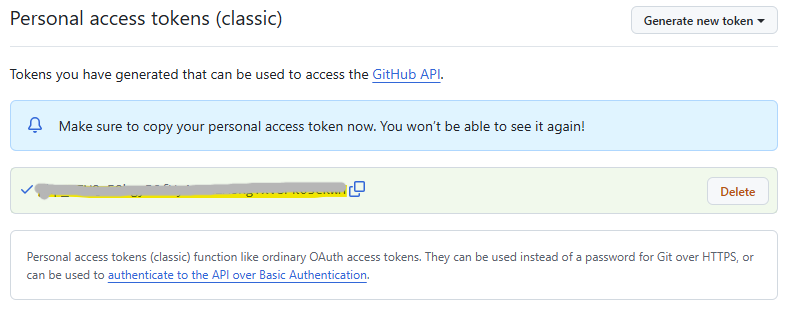 Personal access tokens (classic)
Generate new token
Tokens you have generated that can be used to access the GitHub API.
Make sure to copy your personal access token now. You won't be able to see it again!
Delete
Personal access tokens (classic) function like ordinary OAuth access tokens. They can be used instead of a password for Git over HTTPS, or
can be used to authenticate to the API over Basic Authentication.